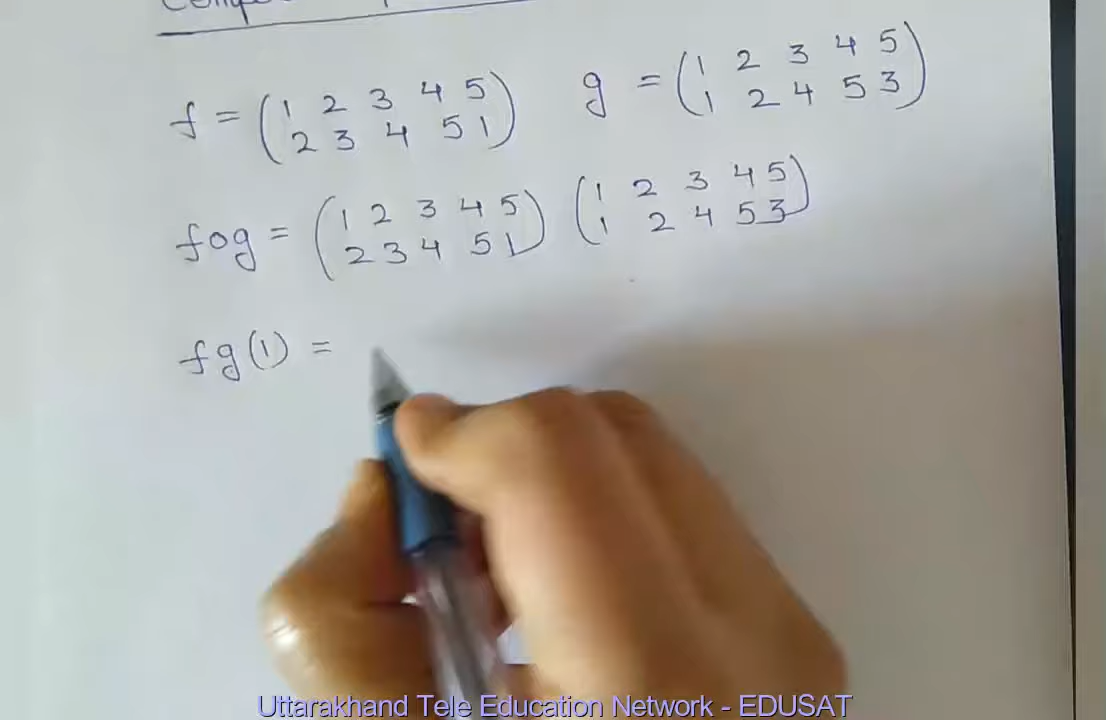 f = (1 2 3 4 5) g = (1 2 3 4 5)
(2 3 4 5 1) (1 2 4 5 3)
fog = (1 2 3 4 5) (1 2 3 4 5)
(2 3 4 5 1) (1 2 4 5 3)
fg(1) =
Uttarakhand Tele Education Network - EDUSAT